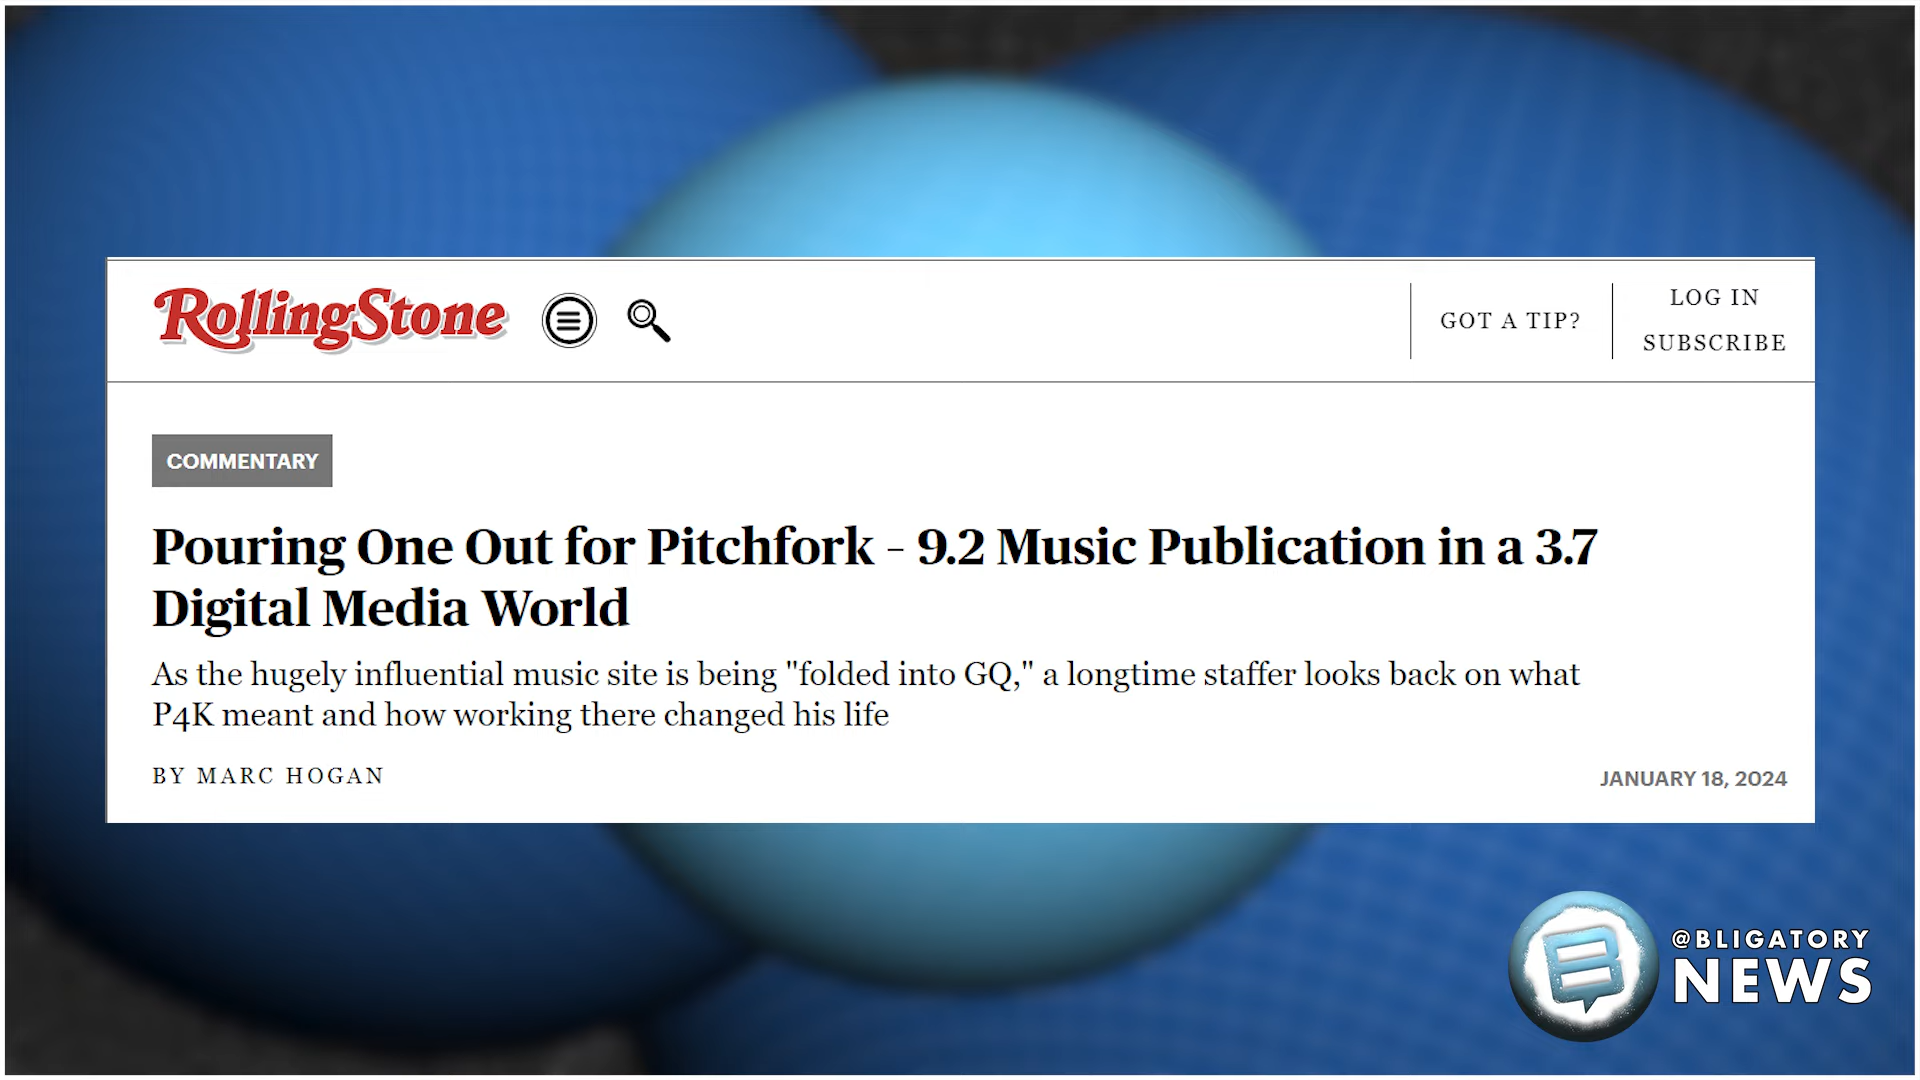 RollingStone
GOT A TIP?
LOG IN
SUBSCRIBE
COMMENTARY
Pouring One Out for Pitchfork – 9.2 Music Publication in a 3.7
Digital Media World
As the hugely influential music site is being "folded into GQ," a longtime staffer looks back on what
P4K meant and how working there changed his life
BY MARC HOGAN
JANUARY 18, 2024
B
@BLIGATORY
NEWS